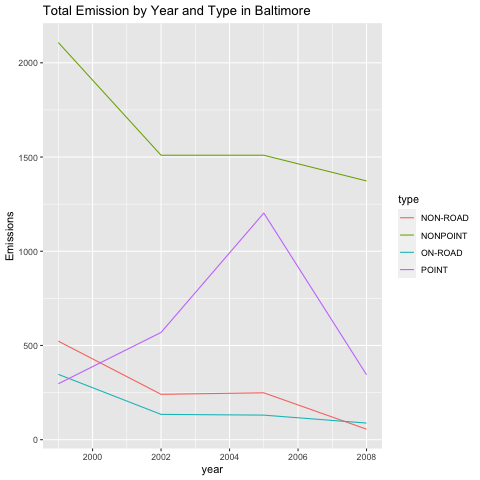 Total Emission by Year and Type in Baltimore
2000
1500
1000
500
0
Emissions
2000
2002
2004
2006
2008
year
type
NON-ROAD
NONPOINT
ON-ROAD
POINT